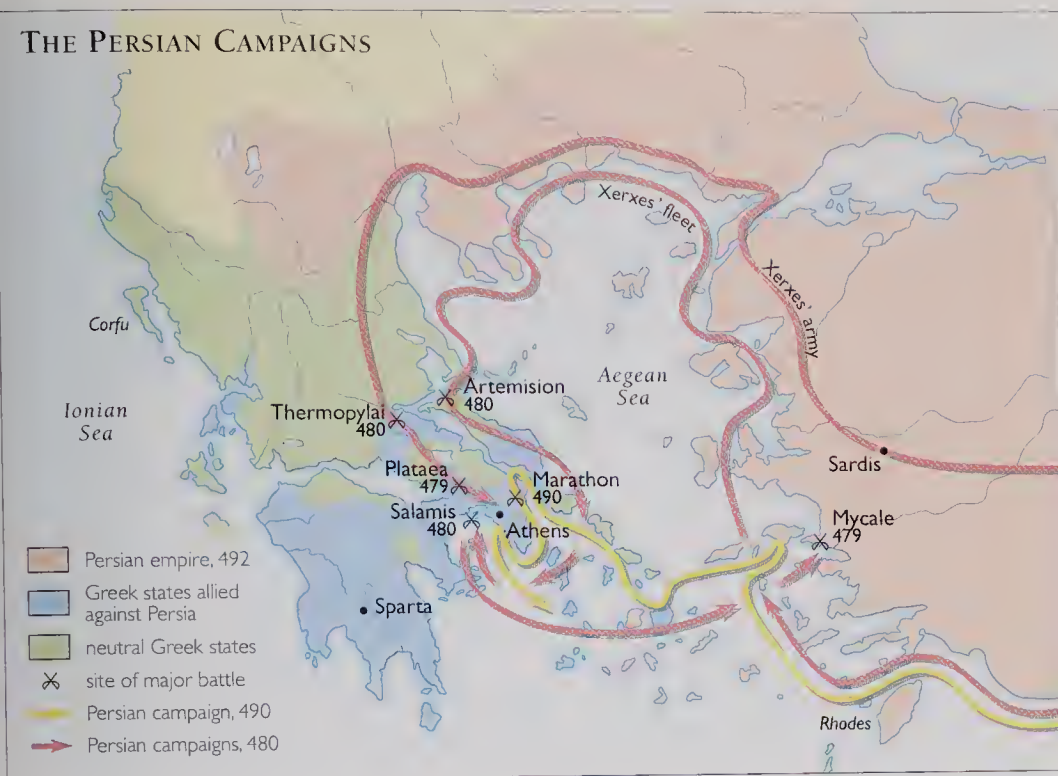 THE PERSIAN CAMPAIGNS
Xerxes' fleet
Xerxes' army
Corfu
Ionian
Sea
Aegean
Sea
Artemision
480
Thermopylai
480
Plataea
479
Marathon
490
Salamis
480
Athens
Sardis
Mycale
479
Sparta
Rhodes
Persian empire, 492
Greek states allied
against Persia
neutral Greek states
site of major battle
Persian campaign, 490
Persian campaigns, 480